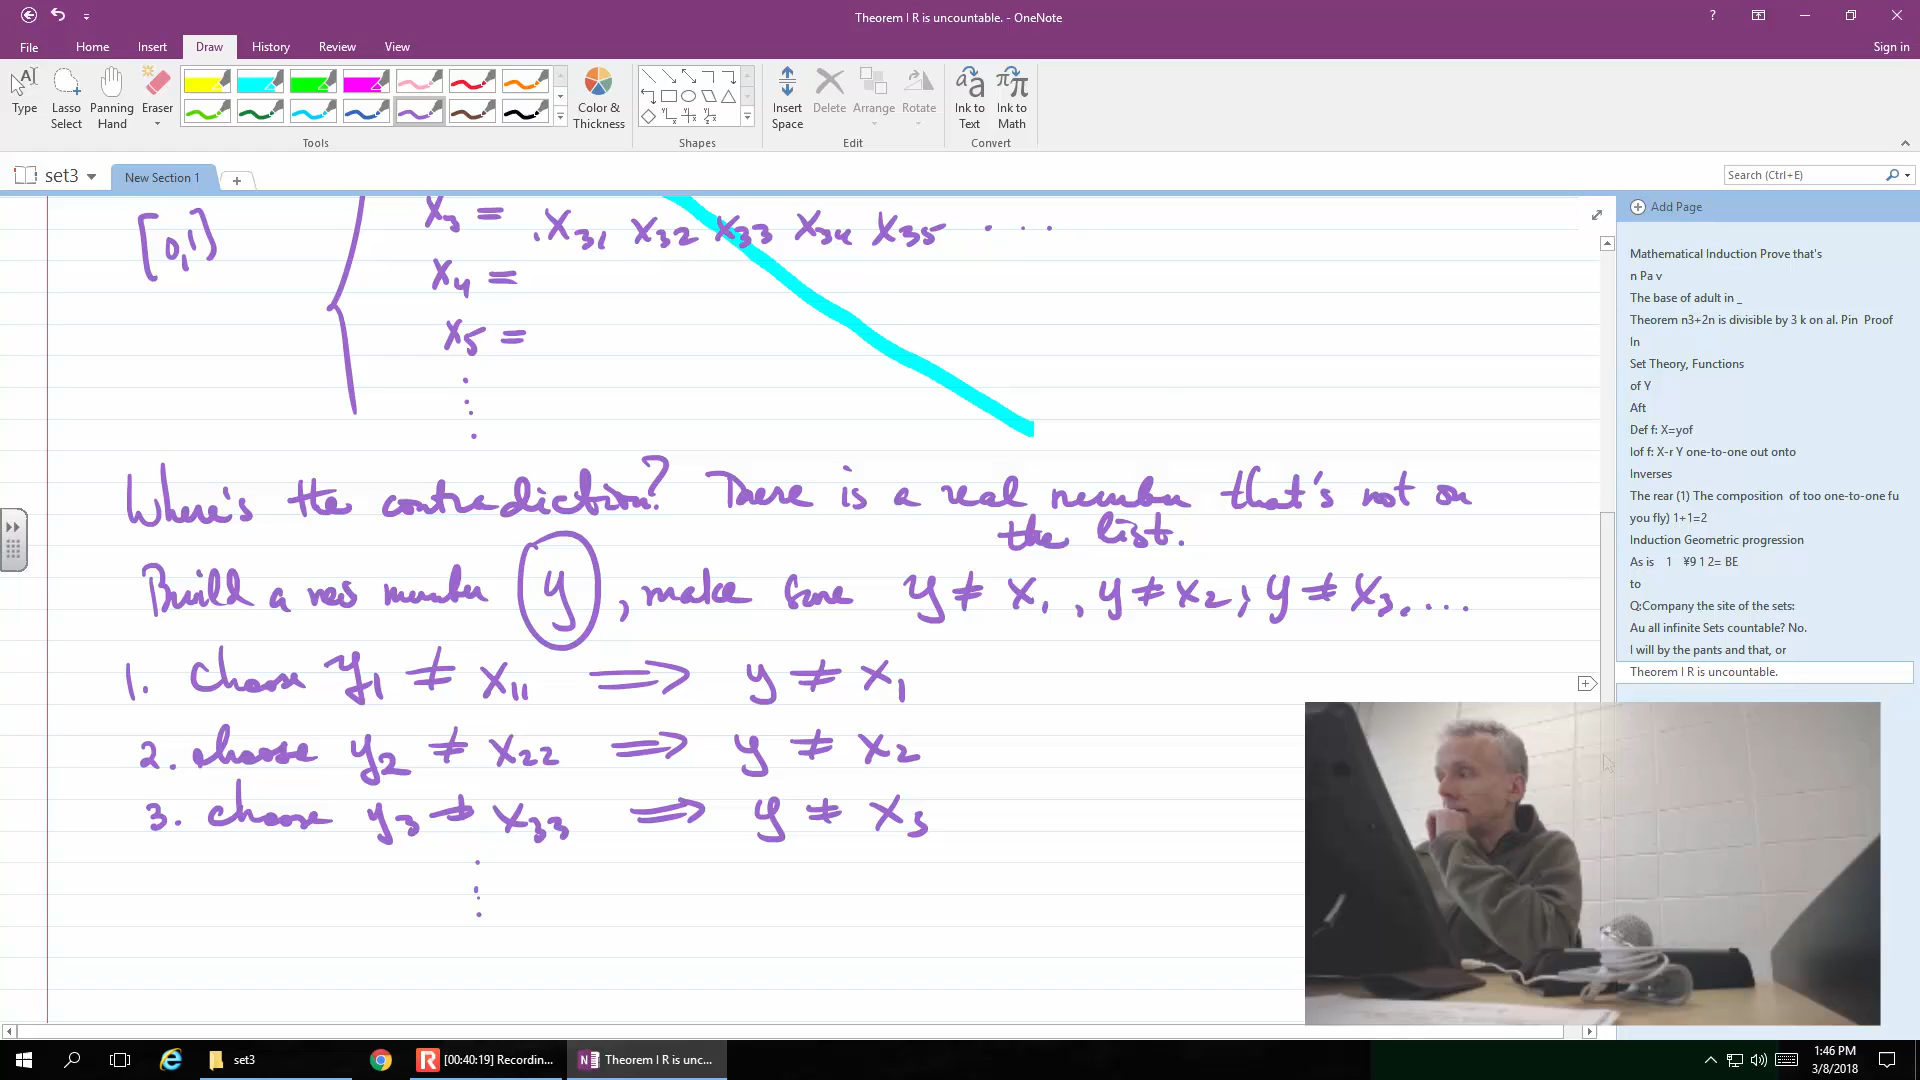 Theorem I R is uncountable. - OneNote
?
File Home Insert Draw History Review View
Sign in
Type
Lasso Select
Panning Hand
Eraser
Color & Thickness
Insert Space
Delete
Arrange
Rotate
Ink to Text
Ink to Math
Tools
Shapes
Edit
Convert
set3
New Section 1
Search (Ctrl+E)
Add Page
Mathematical Induction Prove that's
n Pa v
The base of adult in _
Theorem n3+2n is divisible by 3 k on al. Pin Proof
In
Set Theory, Functions
of Y
Aft
Def f: X=yof
Iof f: X-r Y one-to-one out onto
Inverses
The rear (1) The composition of too one-to-one fu
you fly) 1+1=2
Induction Geometric progression
As is 1 ¥9 1 2= BE
to
Q:Company the site of the sets:
Au all infinite Sets countable? No.
I will by the pants and that, or
Theorem I R is uncountable.
[0,1]
x₃ = .x₃₁ x₃₂ x₃₃ x₃₄ x₃₅ ....
x₄ =
x₅ =
Where's the contradiction? There is a real number that's not on
the list.
Build a new number y, make sure y ≠ x₁, y ≠ x₂, y ≠ x₃, ...
1. choose y₁ ≠ x₁₁ ⟹ y ≠ x₁
2. choose y₂ ≠ x₂₂ ⟹ y ≠ x₂
3. choose y₃ ≠ x₃₃ ⟹ y ≠ x₃
set3
[00:40:19] Recordin...
Theorem I R is unc...
1:46 PM
3/8/2018